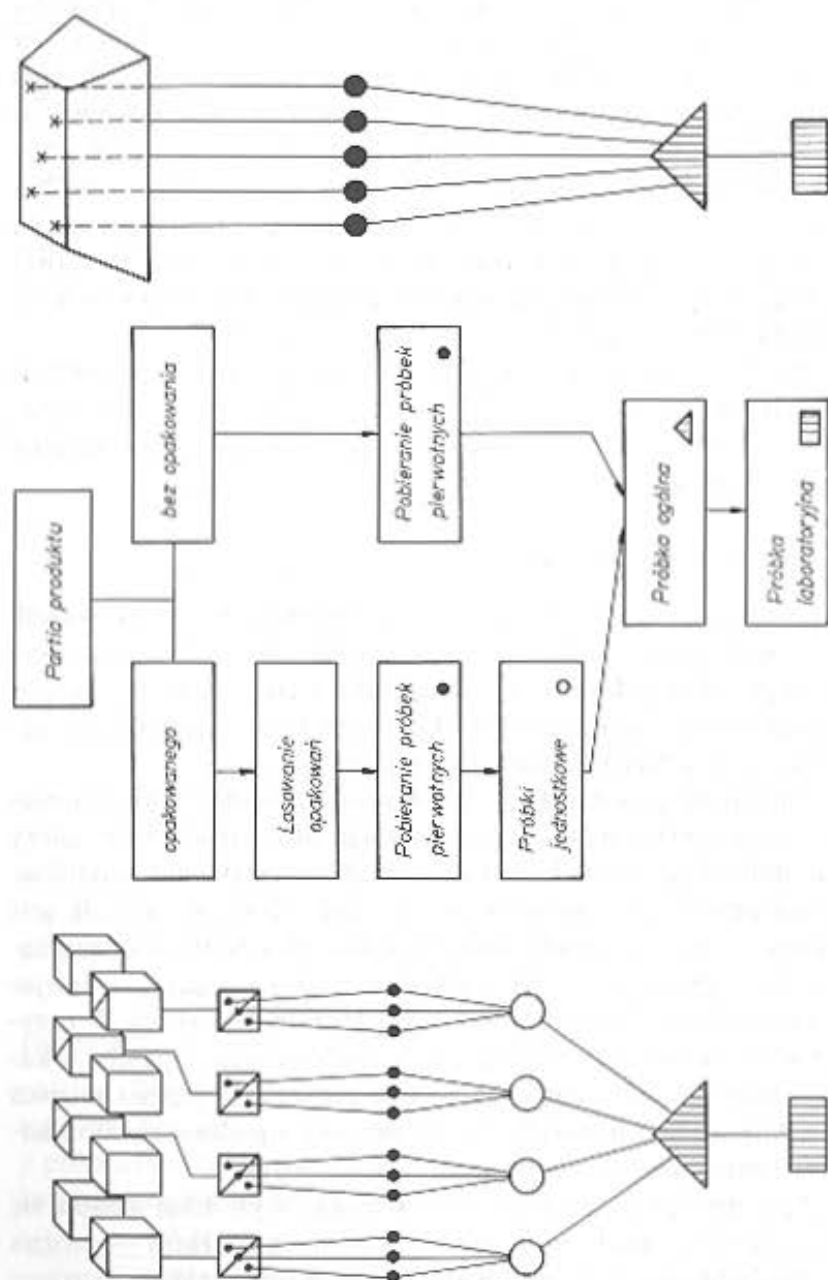 Partia produktu
opakowanego
bez opakowania
Losowanie
opakowań
Pobieranie próbek
pierwotnych
Pobieranie próbek
pierwotnych
Próbki
jednostkowe
Próbka ogólna
Próbka
laboratoryjna